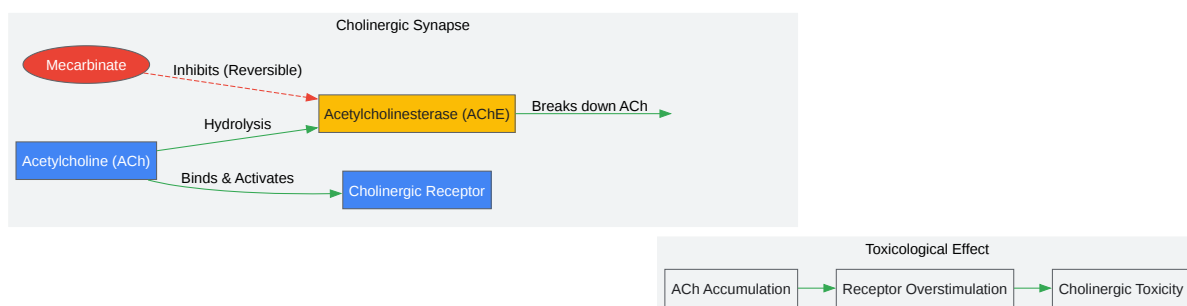 Cholinergic Synapse
Mecarbinate
Inhibits (Reversible)
Acetylcholinesterase (AChE)
Breaks down ACh
Hydrolysis
Acetylcholine (ACh)
Binds & Activates
Cholinergic Receptor
Toxicological Effect
ACh Accumulation
Receptor Overstimulation
Cholinergic Toxicity